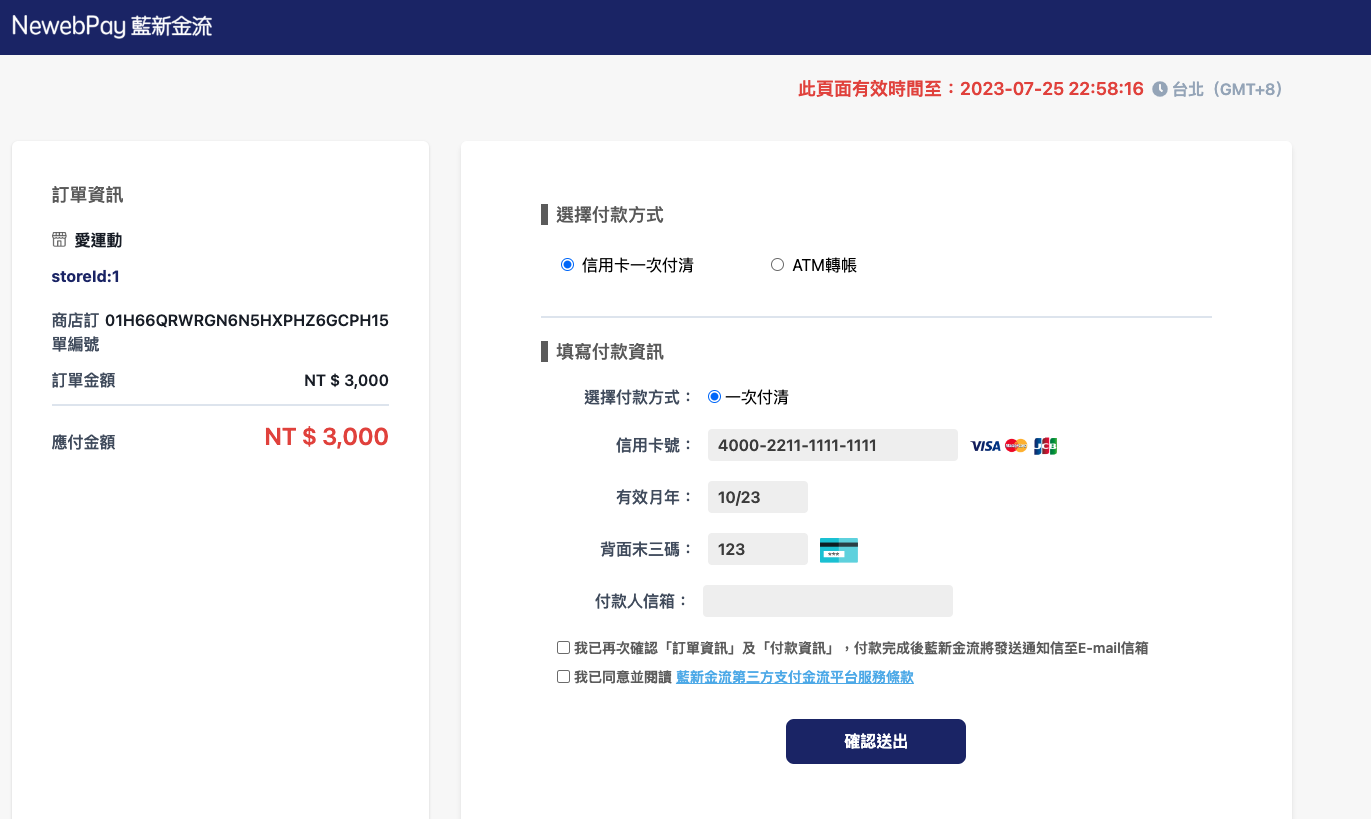 NewebPay 藍新金流
此頁面有效時間至：2023-07-25 22:58:16 台北（GMT+8）
訂單資訊
愛運動
storeId:1
商店訂 01H66QRWRGN6N5HXPHZ6GCPH15
單編號
訂單金額 NT $ 3,000
應付金額 NT $ 3,000
選擇付款方式
信用卡一次付清 ATM轉帳
填寫付款資訊
選擇付款方式： 一次付清
信用卡號： 4000-2211-1111-1111 VISA MasterCard JCB
有效月年： 10/23
背面末三碼： 123 ***
付款人信箱：
我已再次確認「訂單資訊」及「付款資訊」，付款完成後藍新金流將發送通知信至E-mail信箱
我已同意並閱讀 藍新金流第三方支付金流平台服務條款
確認送出